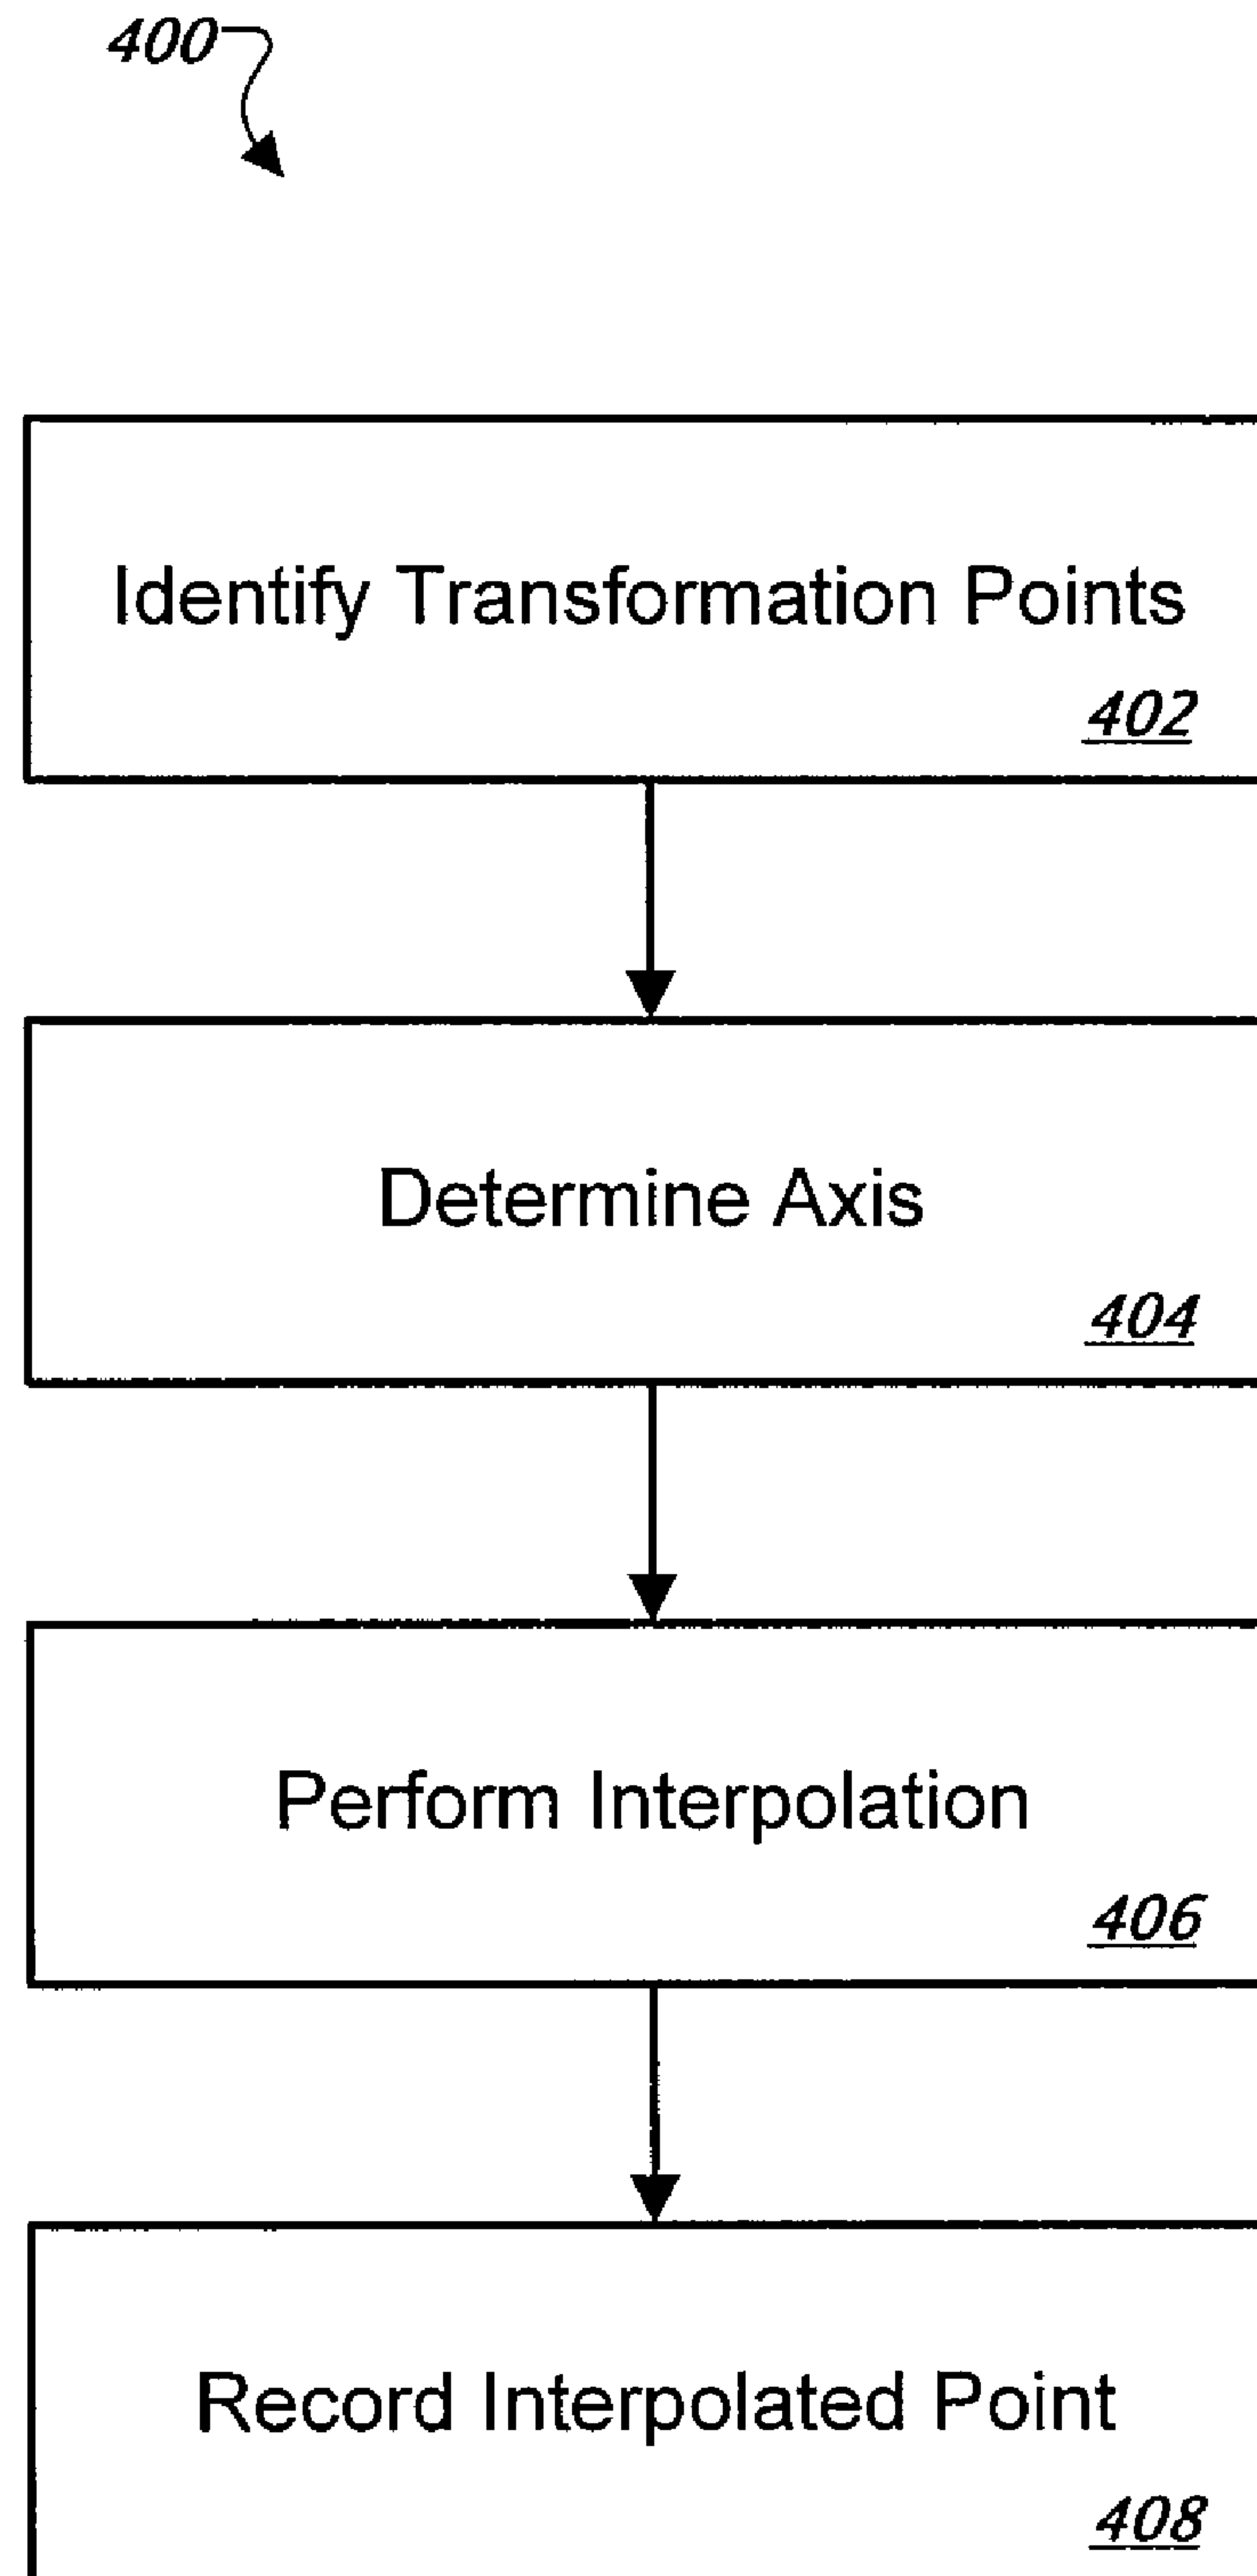 400
Identify Transformation Points
402
Determine Axis
404
Perform Interpolation
406
Record Interpolated Point
408